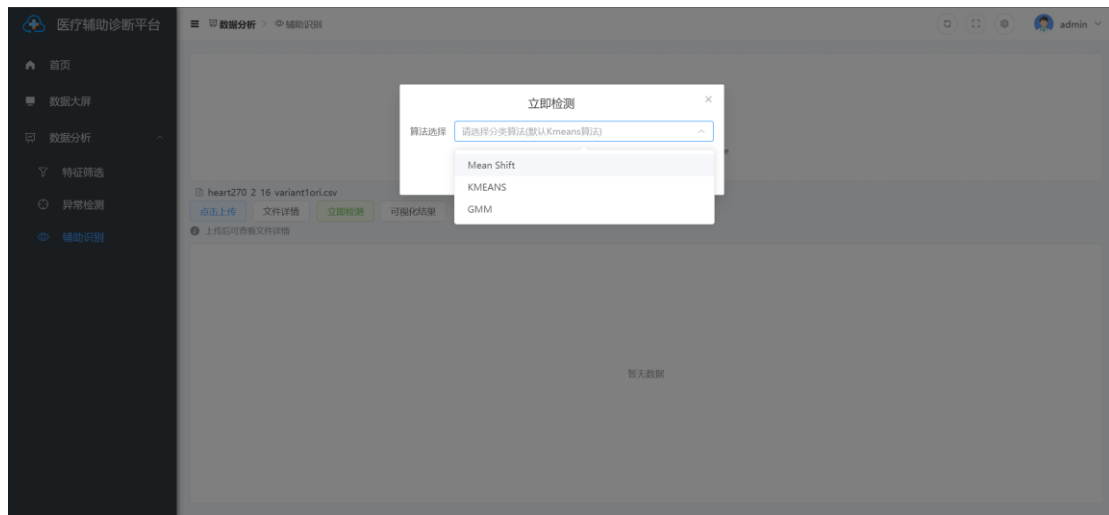 医疗辅助诊断平台
数据分析 > 辅助识别
admin
首页
数据大屏
数据分析
特征筛选
异常检测
辅助识别
立即检测
算法选择 请选择分类算法(默认Kmeans算法)
Mean Shift
KMEANS
GMM
heart270_2_16_variant1ori.csv
点击上传 文件详情 立即检测 可视化结果
上传后可查看文件详情
暂无数据